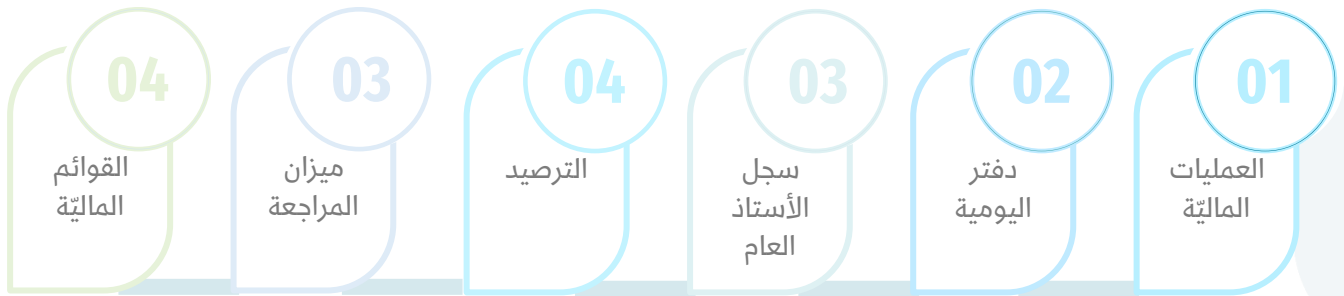 01
العمليات
الماليّة
02
دفتر
اليومية
03
سجل
الأستاذ
العام
04
الترصيد
03
ميزان
المراجعة
04
القوائم
الماليّة